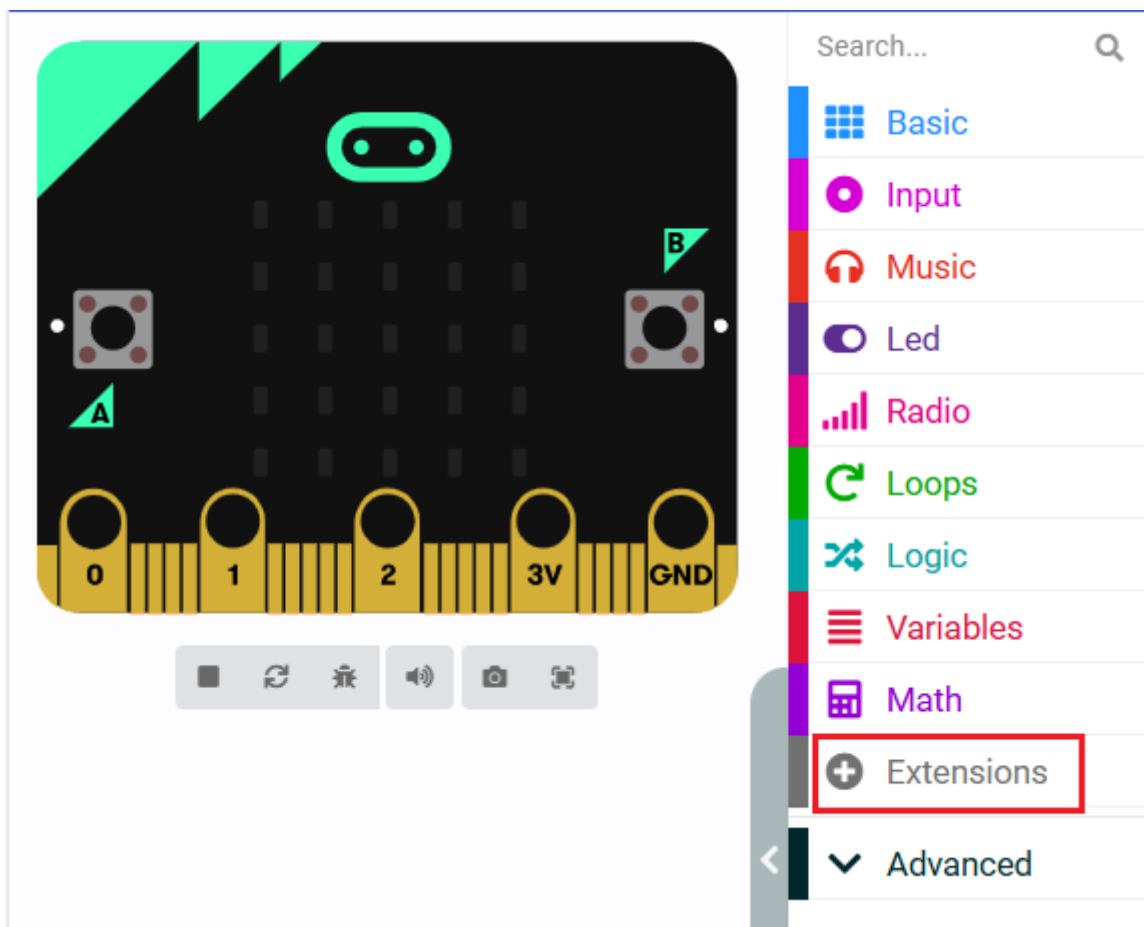 Search...
Basic
Input
Music
Led
Radio
Loops
Logic
Variables
Math
Extensions
Advanced
B
A
0 1 2 3V GND